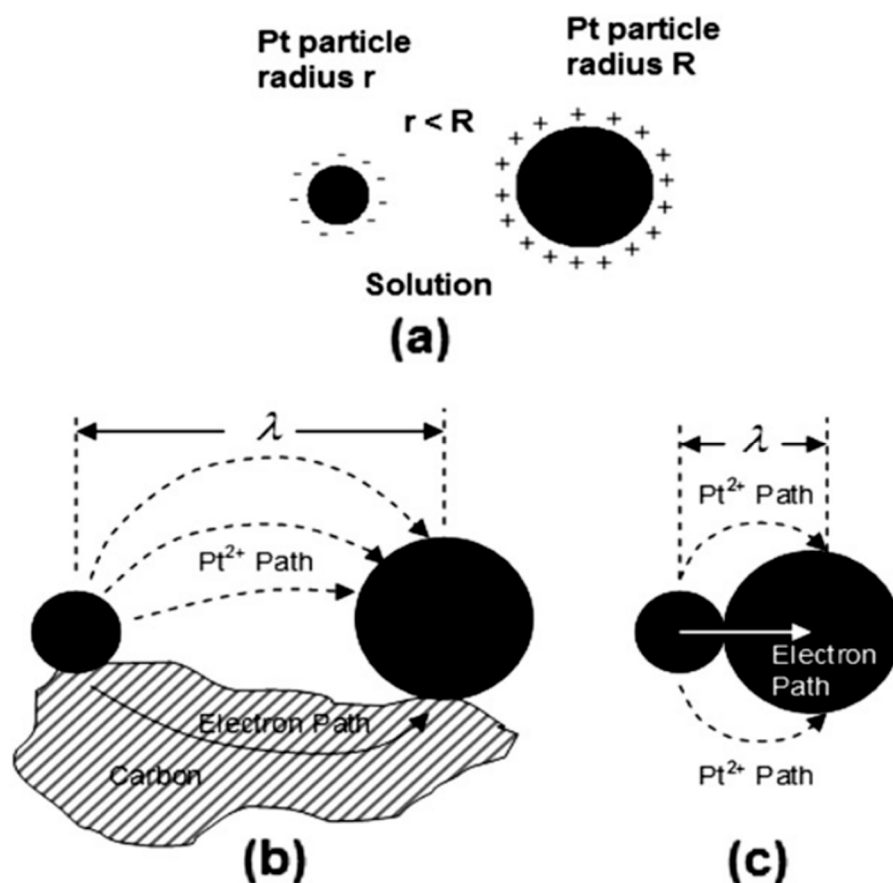 Pt particle
radius r
Pt particle
radius R
r < R
Solution
(a)
λ
Pt²⁺ Path
Electron Path
Carbon
(b)
λ
Pt²⁺ Path
Electron
Path
Pt²⁺ Path
(c)